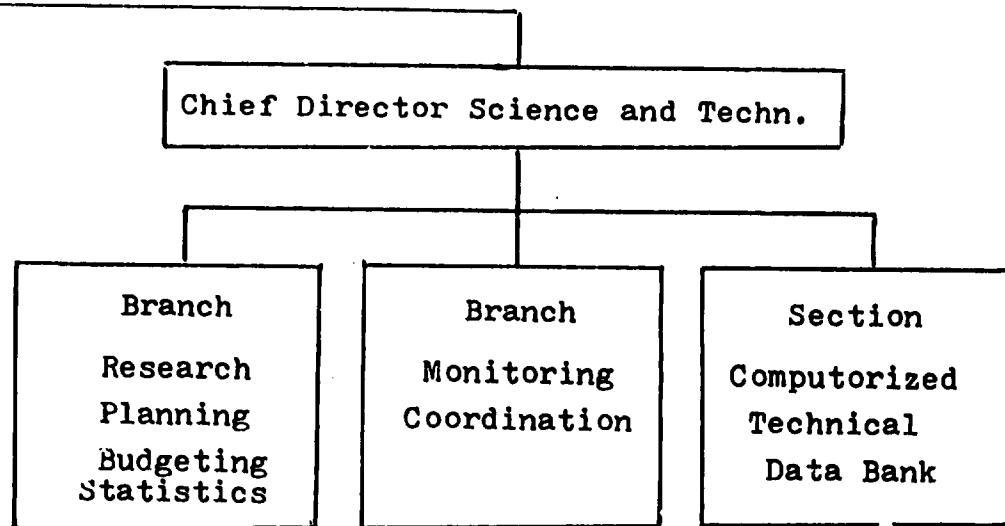 Chief Director Science and Techn.
Branch
Research
Planning
Budgeting
Statistics
Branch
Monitoring
Coordination
Section
Computorized
Technical
Data Bank